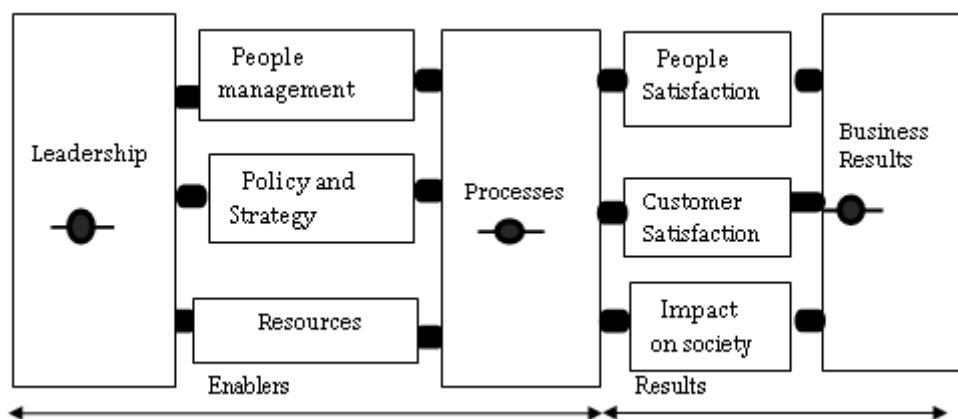 Leadership
People
management
Policy and
Strategy
Resources
Processes
People
Satisfaction
Customer
Satisfaction
Impact
on society
Business
Results
Enablers
Results